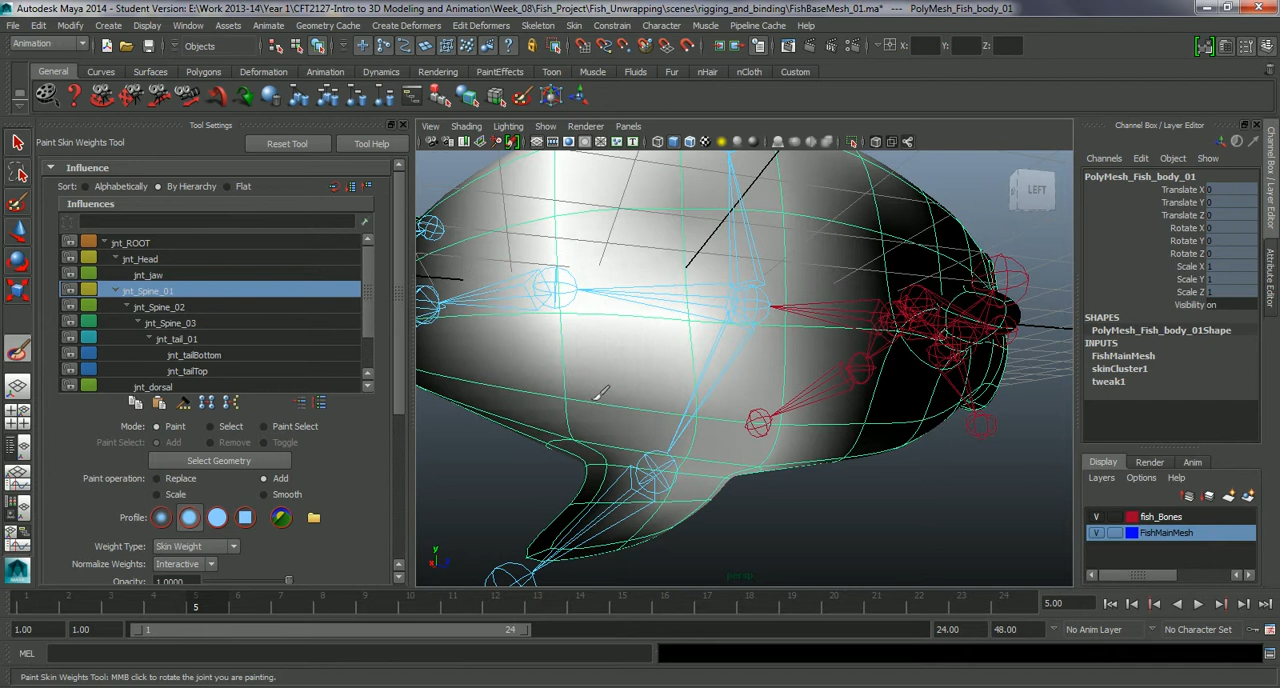 Autodesk Maya 2014 - Student Version: E:\Work 2013-14\Year 1\CFT2127-Intro to 3D Modeling and Animation\Week_08\Fish_Project\Fish_Unwrapping\scenes\rigging_and_binding\FishBaseMesh_01.ma* --- PolyMesh_Fish_body_01
File Edit Modify Create Display Window Assets Animate Geometry Cache Create Deformers Edit Deformers Skeleton Skin Constrain Character Muscle Pipeline Cache Help
Animation Objects X: Y: Z:
General Curves Surfaces Polygons Deformation Animation Dynamics Rendering PaintEffects Toon Muscle Fluids Fur nHair nCloth Custom
Tool Settings
Paint Skin Weights Tool Reset Tool Tool Help
Influence
Sort: Alphabetically By Hierarchy Flat
Influences
jnt_ROOT
jnt_Head
jnt_jaw
jnt_Spine_01
jnt_Spine_02
jnt_Spine_03
jnt_tail_01
jnt_tailBottom
jnt_tailTop
jnt_dorsal
Mode: Paint Select Paint Select
Paint Select: Add Remove Toggle
Select Geometry
Paint operation: Replace Add
Scale Smooth
Profile:
Weight Type: Skin Weight
Normalize Weights: Interactive
Opacity: 1.0000
View Shading Lighting Show Renderer Panels
LEFT
y
x
persp
Channel Box / Layer Editor
Channels Edit Object Show
PolyMesh_Fish_body_01
Translate X 0
Translate Y 0
Translate Z 0
Rotate X 0
Rotate Y 0
Rotate Z 0
Scale X 1
Scale Y 1
Scale Z 1
Visibility on
SHAPES
PolyMesh_Fish_body_01Shape
INPUTS
FishMainMesh
skinCluster1
tweak1
Display Render Anim
Layers Options Help
V fish_Bones
V FishMainMesh
Channel Box / Layer Editor
Attribute Editor
1 2 3 4 5 6 7 8 9 10 11 12 13 14 15 16 17 18 19 20 21 22 23 24
5
5.00
1.00 1.00 1 24 24.00 48.00 No Anim Layer No Character Set
MEL
Paint Skin Weights Tool: MMB click to rotate the joint you are painting.